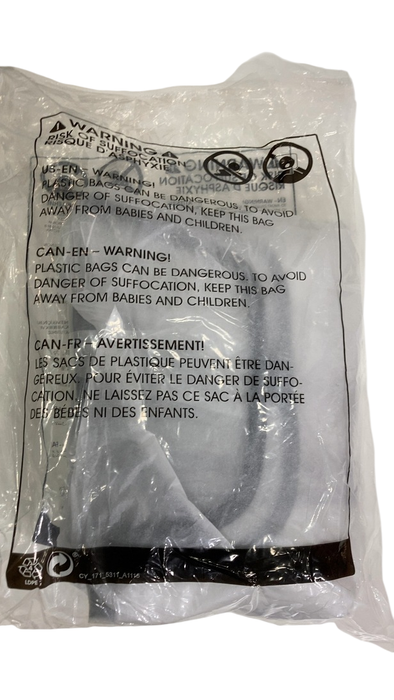 WARNING
RISK OF SUFFOCATION
RISQUE D'ASPHYXIE
US-EN – WARNING!
PLASTIC BAGS CAN BE DANGEROUS. TO AVOID
DANGER OF SUFFOCATION, KEEP THIS BAG
AWAY FROM BABIES AND CHILDREN.
CAN-EN – WARNING!
PLASTIC BAGS CAN BE DANGEROUS. TO AVOID
DANGER OF SUFFOCATION, KEEP THIS BAG
AWAY FROM BABIES AND CHILDREN.
CAN-FR – AVERTISSEMENT!
LES SACS DE PLASTIQUE PEUVENT ÊTRE DAN-
GEREUX. POUR ÉVITER LE DANGER DE SUFFO-
CATION, NE LAISSEZ PAS CE SAC À LA PORTÉE
DES BÉBÉS NI DES ENFANTS.
LDPE